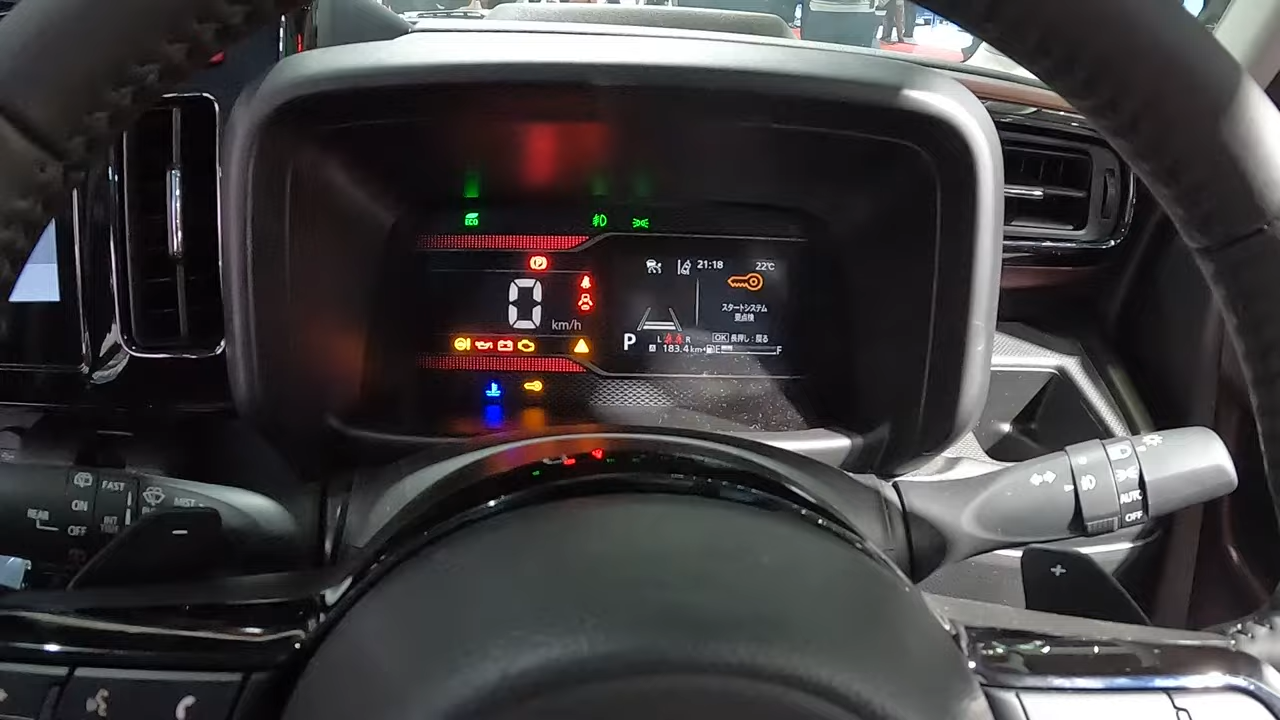 ECO
21:18
22℃
スタートシステム
要点検
0
km/h
P
L R
OK 長押し:戻る
A 183.4km
E F
FAST
MIST
REAR
ON
INT
OFF
AUTO
OFF
-
+